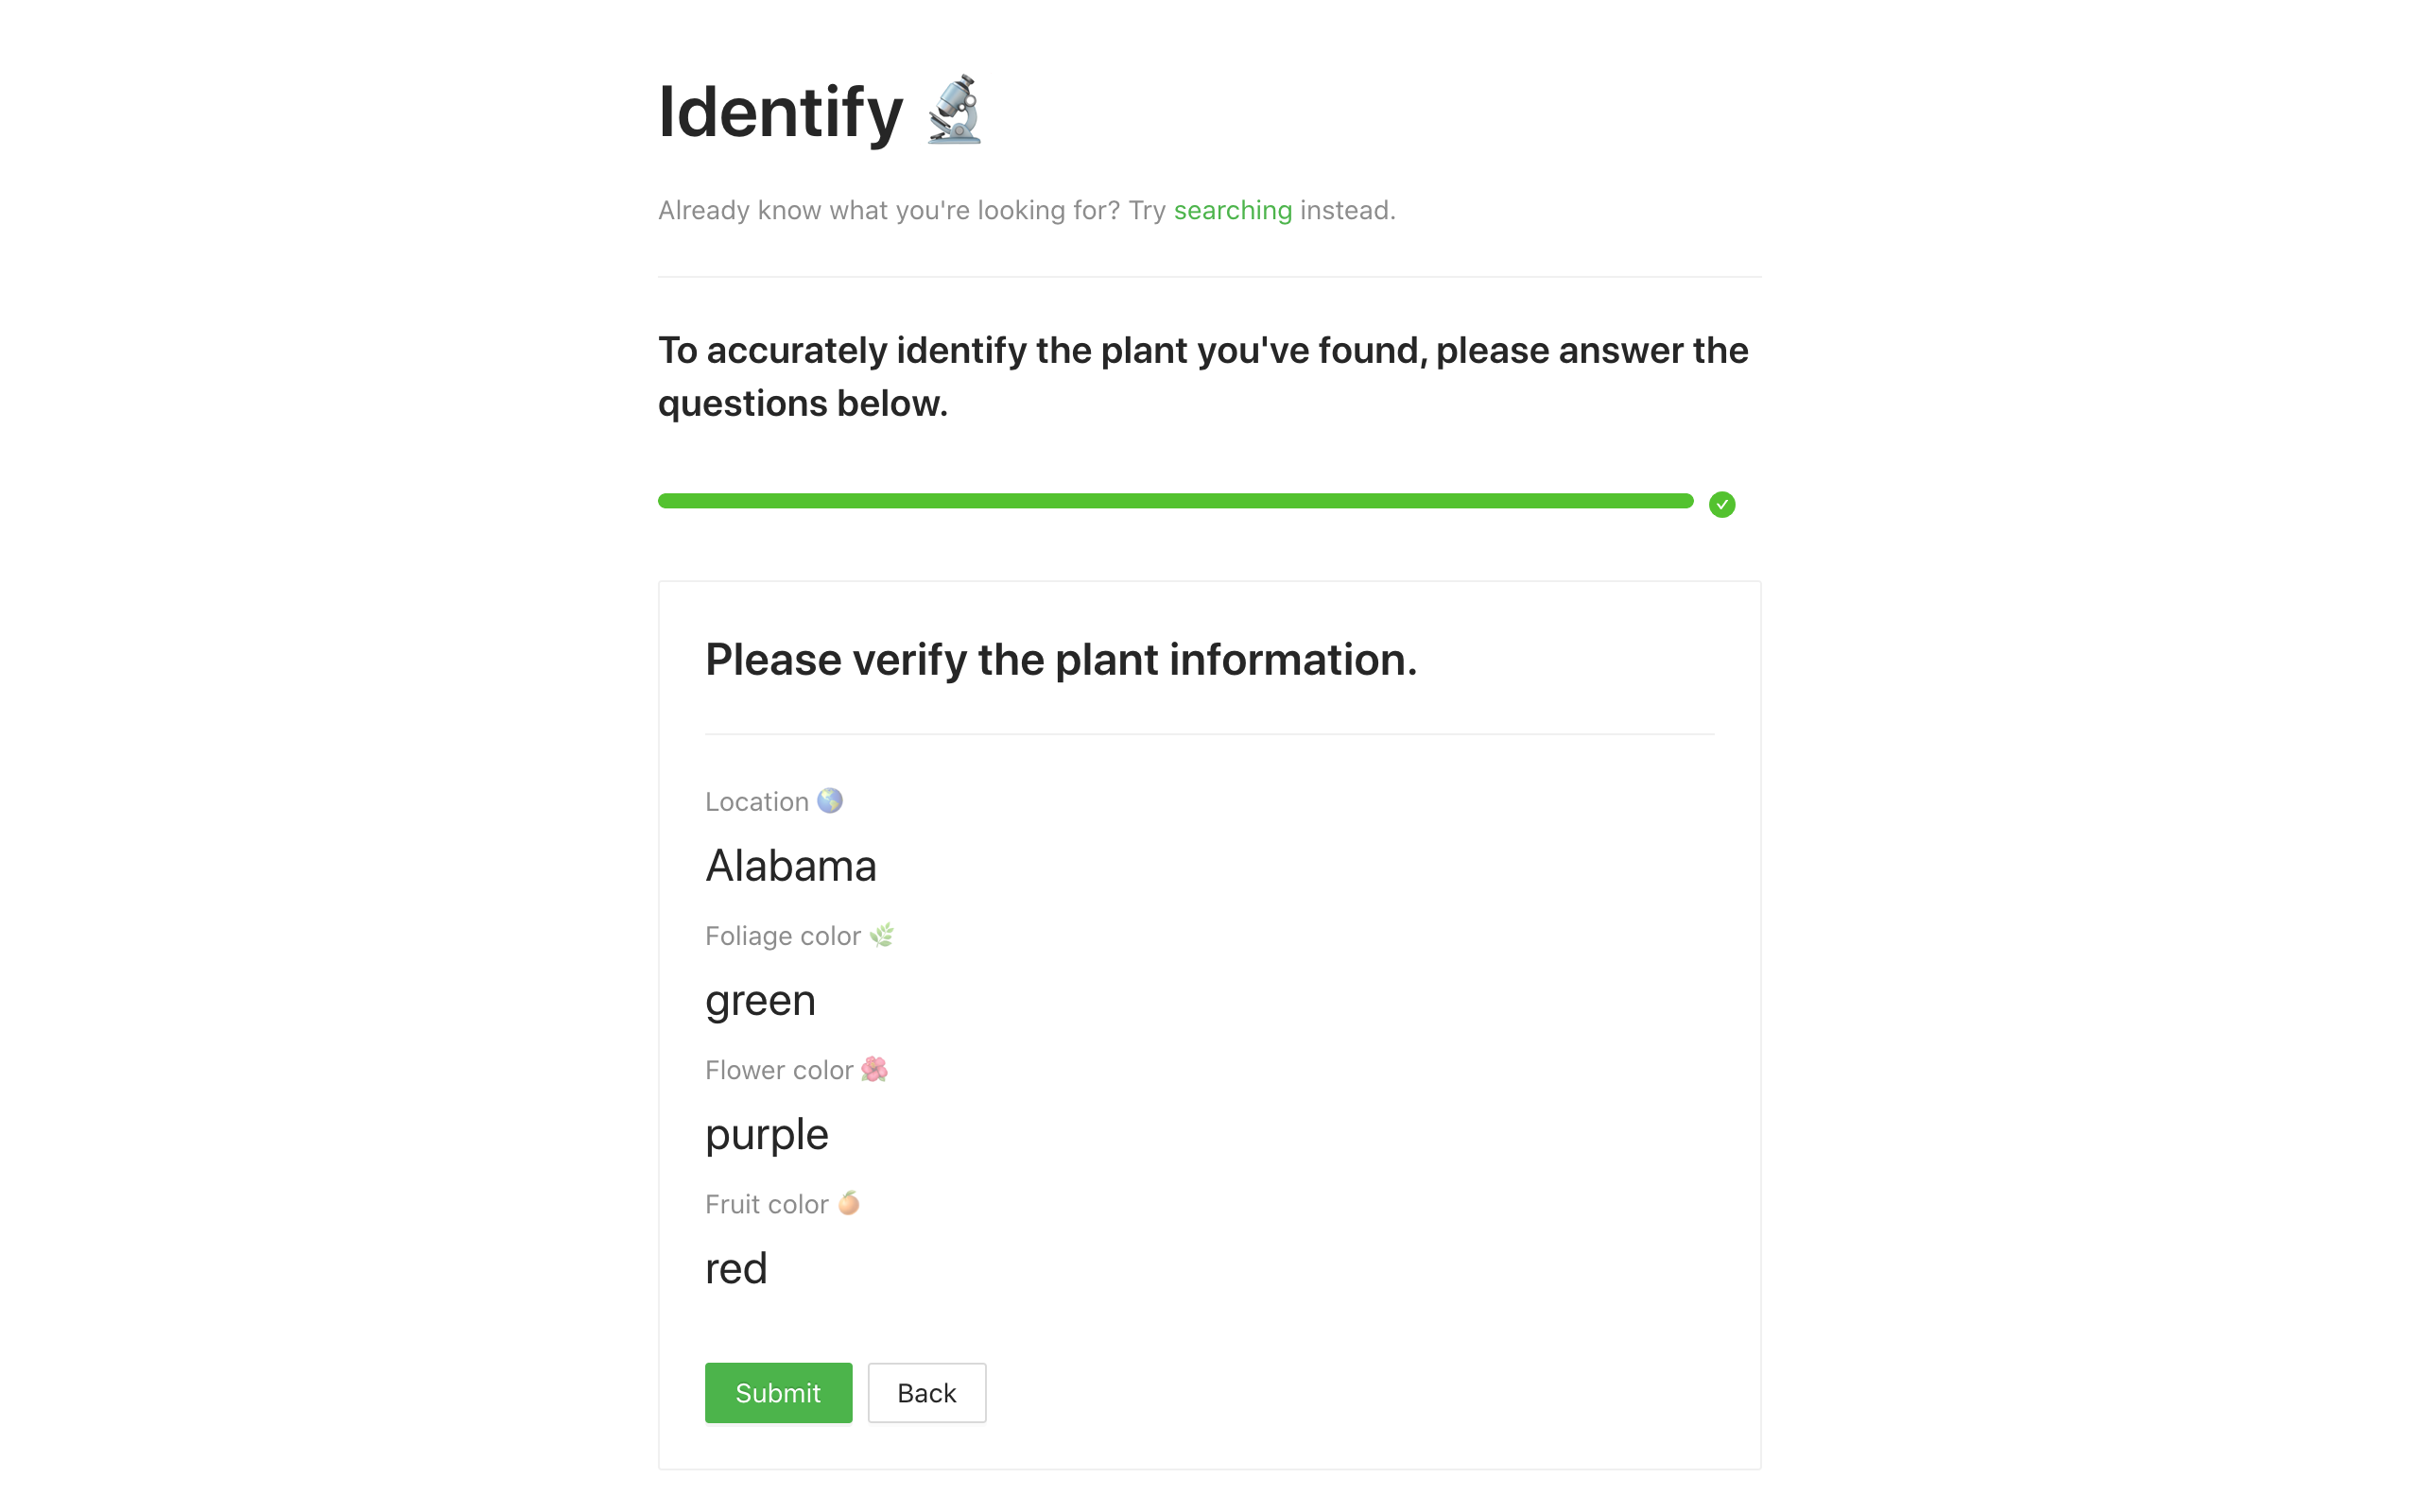 Identify
Already know what you're looking for? Try searching instead.
To accurately identify the plant you've found, please answer the
questions below.
Please verify the plant information.
Location
Alabama
Foliage color
green
Flower color
purple
Fruit color
red
Submit
Back